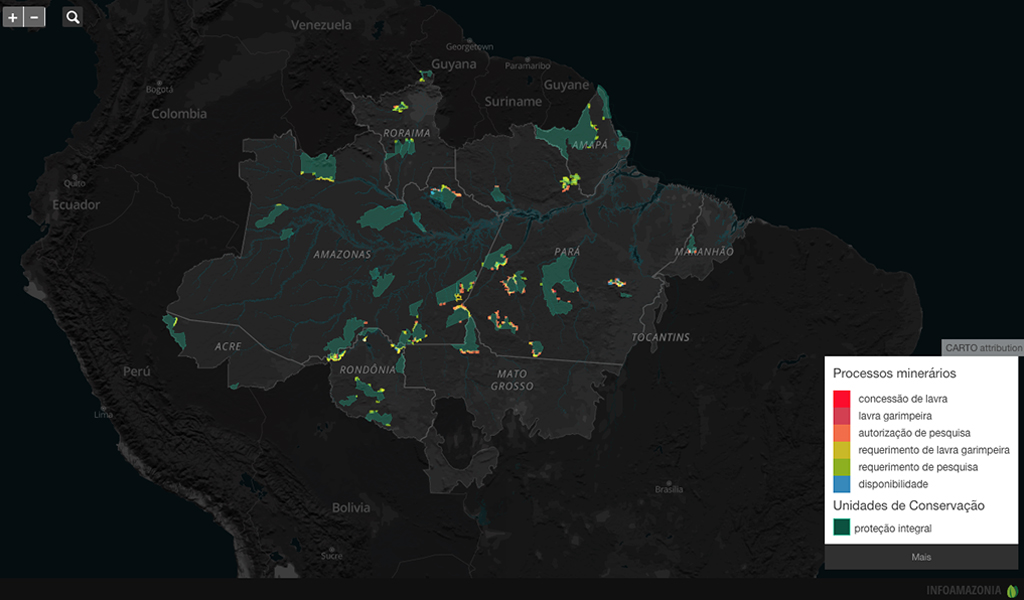 + −
Venezuela
Georgetown
Guyana
Paramaribo
Guyane
Suriname
Bogotá
Colombia
RORAIMA
AMAPÁ
Quito
Ecuador
AMAZONAS
PARÁ
MARANHÃO
ACRE
TOCANTINS
RONDÔNIA
MATO
GROSSO
Perú
Lima
Brasília
Bolivia
Sucre
CARTO attribution
Processos minerários
concessão de lavra
lavra garimpeira
autorização de pesquisa
requerimento de lavra garimpeira
requerimento de pesquisa
disponibilidade
Unidades de Conservação
proteção integral
Mais
INFOAMAZONIA